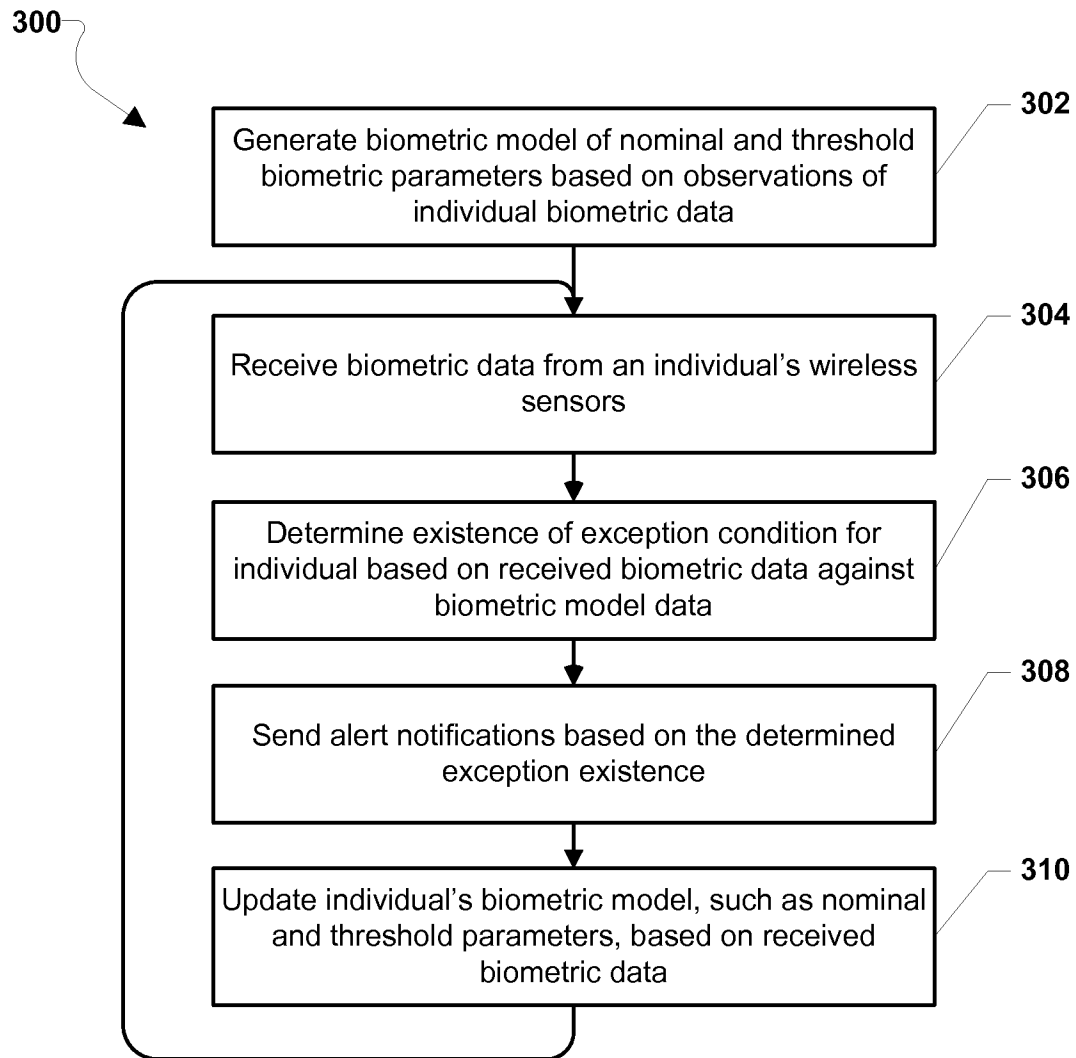 300
302
Generate biometric model of nominal and threshold
biometric parameters based on observations of
individual biometric data
304
Receive biometric data from an individual's wireless
sensors
306
Determine existence of exception condition for
individual based on received biometric data against
biometric model data
308
Send alert notifications based on the determined
exception existence
310
Update individual's biometric model, such as nominal
and threshold parameters, based on received
biometric data